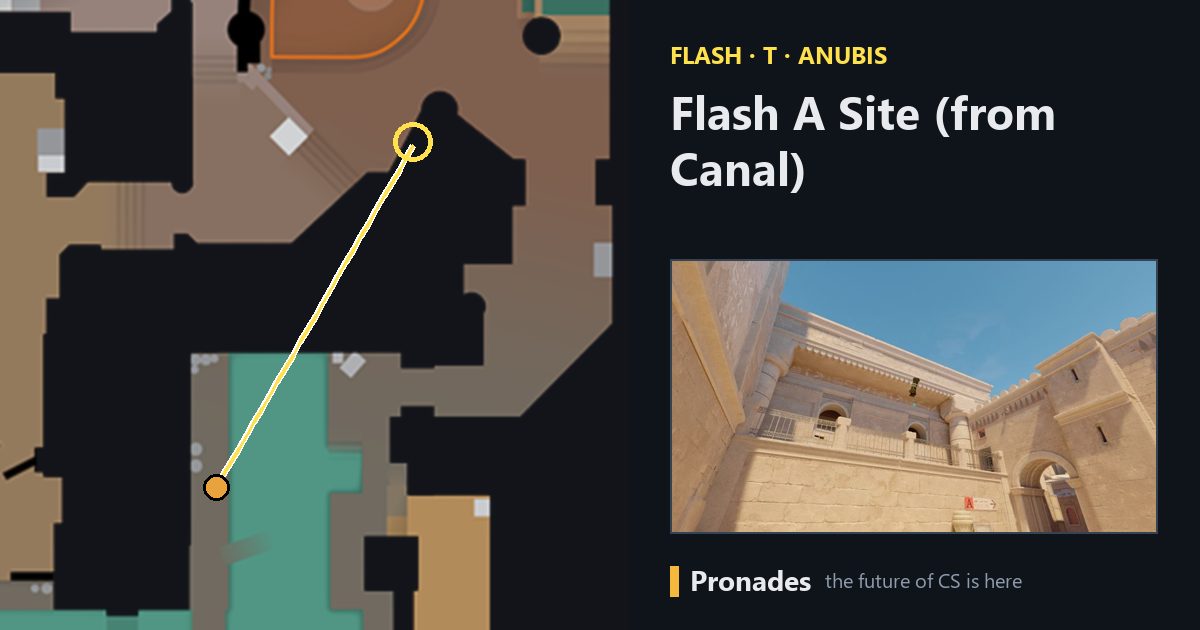 FLASH · T · ANUBIS
Flash A Site (from
Canal)
A
Pronades the future of CS is here